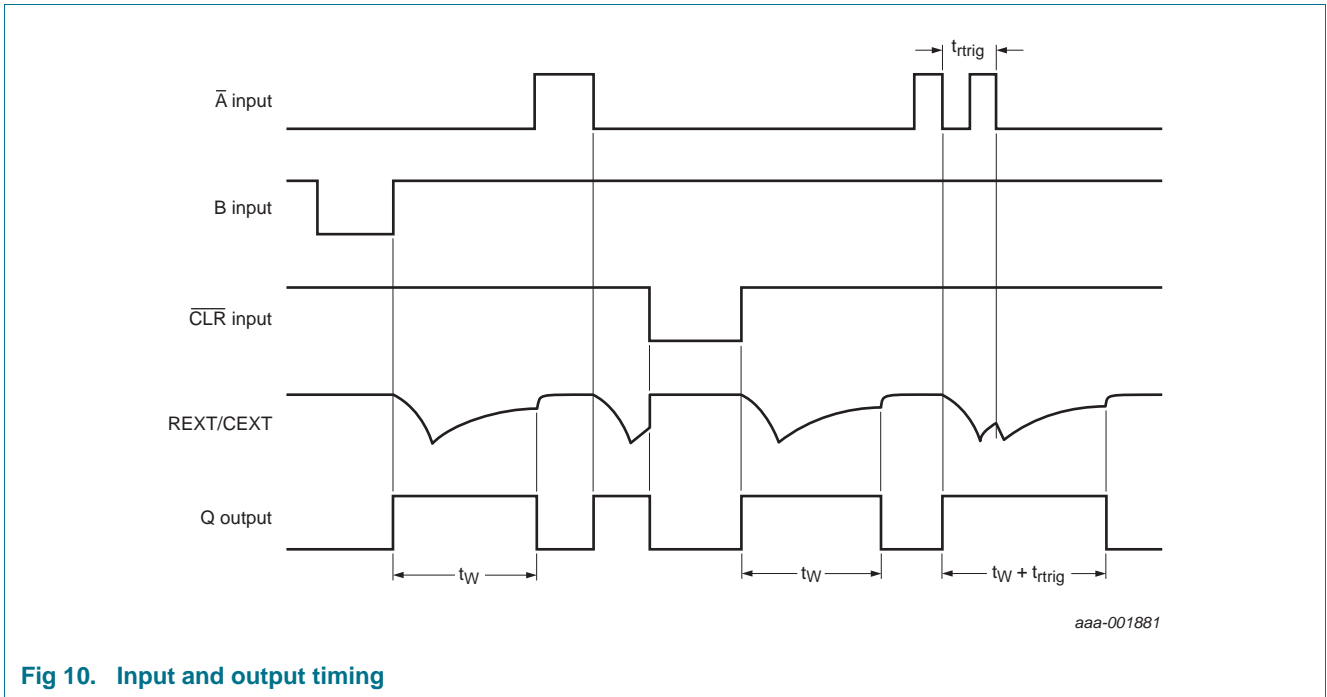 t_rtrig
A̅ input
B input
C̅L̅R̅ input
REXT/CEXT
Q output
t_W
t_W
t_W + t_rtrig
aaa-001881
Fig 10. Input and output timing